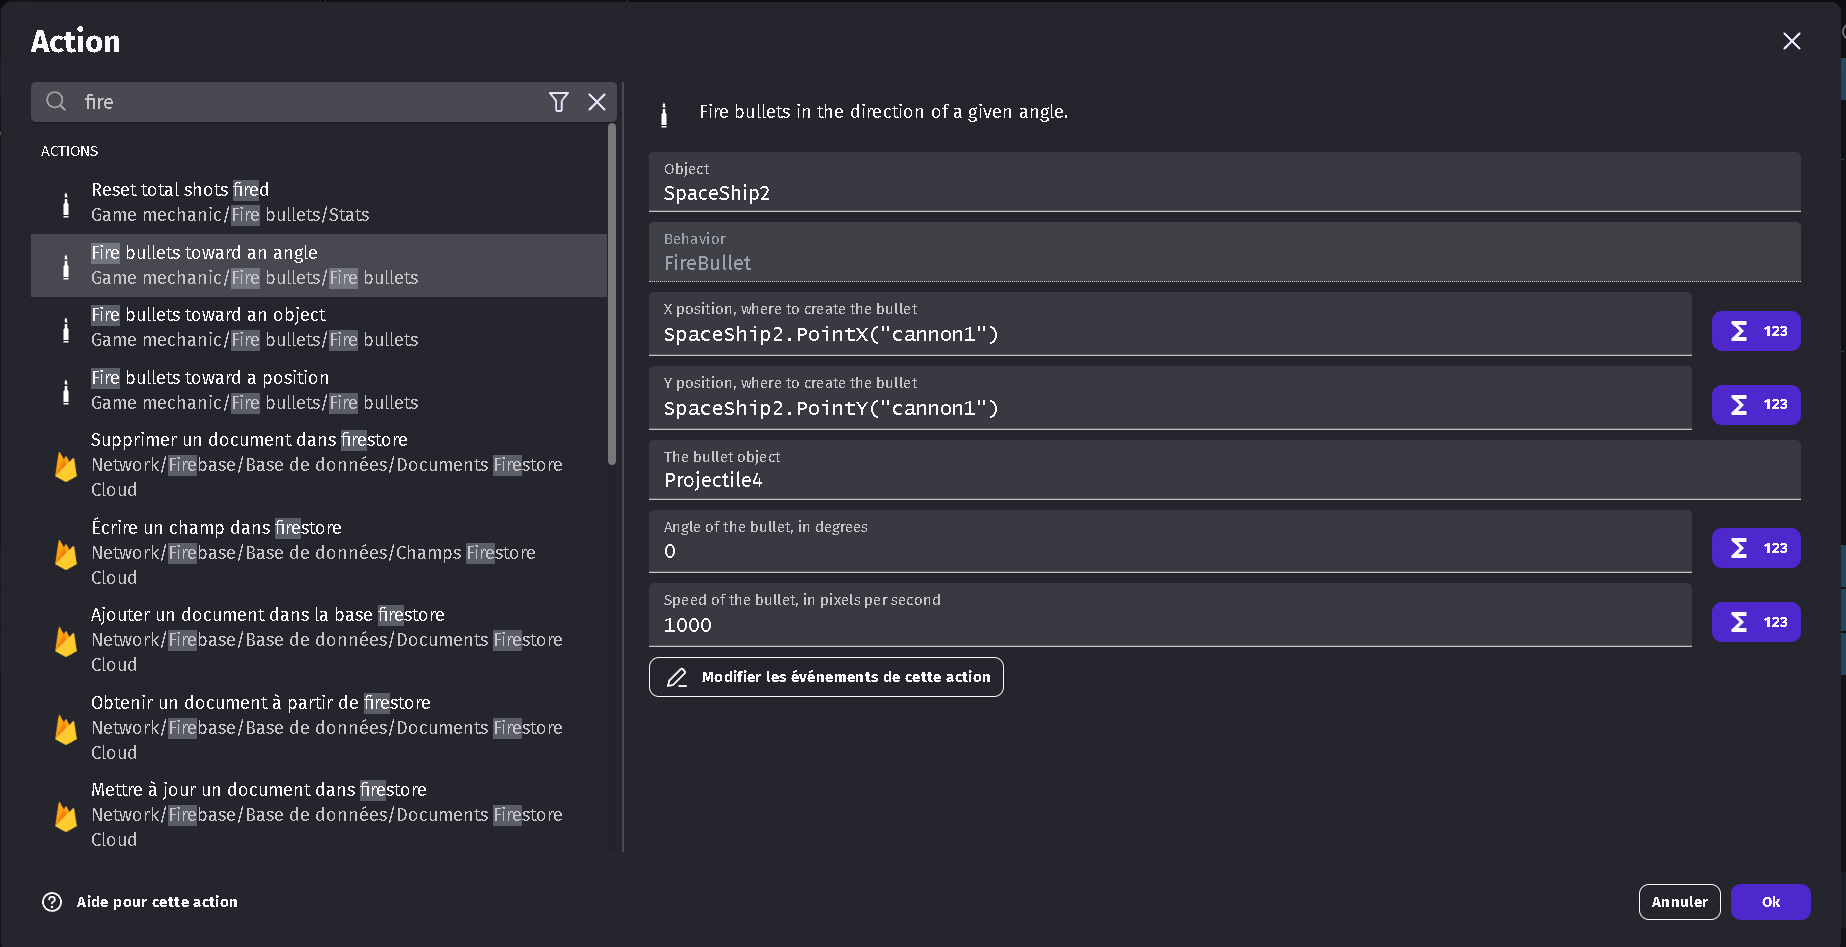 Action
fire
ACTIONS
Reset total shots fired
Game mechanic/Fire bullets/Stats
Fire bullets toward an angle
Game mechanic/Fire bullets/Fire bullets
Fire bullets toward an object
Game mechanic/Fire bullets/Fire bullets
Fire bullets toward a position
Game mechanic/Fire bullets/Fire bullets
Supprimer un document dans firestore
Network/Firebase/Base de données/Documents Firestore
Cloud
Écrire un champ dans firestore
Network/Firebase/Base de données/Champs Firestore
Cloud
Ajouter un document dans la base firestore
Network/Firebase/Base de données/Documents Firestore
Cloud
Obtenir un document à partir de firestore
Network/Firebase/Base de données/Documents Firestore
Cloud
Mettre à jour un document dans firestore
Network/Firebase/Base de données/Documents Firestore
Cloud
Fire bullets in the direction of a given angle.
Object
SpaceShip2
Behavior
FireBullet
X position, where to create the bullet
SpaceShip2.PointX("cannon1")
Σ 123
Y position, where to create the bullet
SpaceShip2.PointY("cannon1")
Σ 123
The bullet object
Projectile4
Angle of the bullet, in degrees
0
Σ 123
Speed of the bullet, in pixels per second
1000
Σ 123
Modifier les événements de cette action
Aide pour cette action
Annuler
Ok